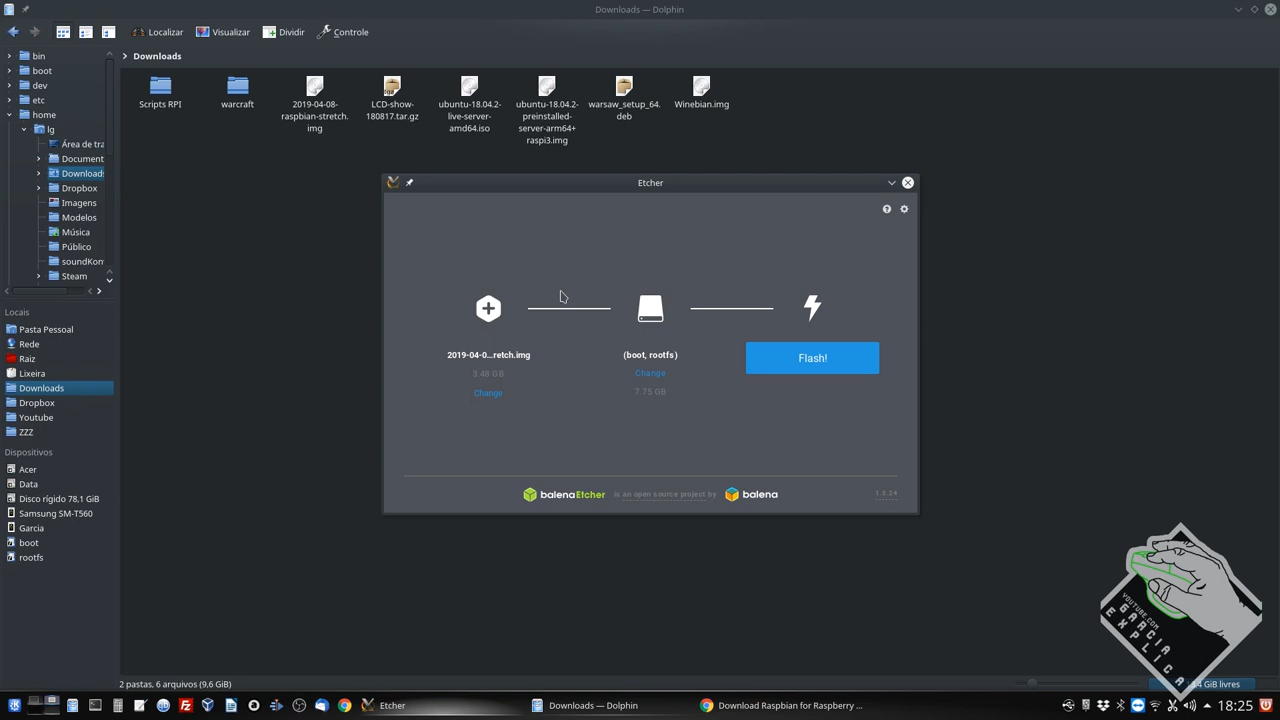 Downloads — Dolphin
Localizar
Visualizar
Dividir
Controle
bin
boot
dev
etc
home
lg
Área de tra
Document
Downloads
Dropbox
Imagens
Modelos
Música
Público
soundKon
Steam
Locais
Pasta Pessoal
Rede
Raiz
Lixeira
Downloads
Dropbox
Youtube
ZZZ
Dispositivos
Acer
Data
Disco rígido 78,1 GiB
Samsung SM-T560
Garcia
boot
rootfs
Downloads
Scripts RPI
warcraft
2019-04-08-
raspbian-stretch.
img
LCD-show-
180817.tar.gz
ubuntu-18.04.2-
live-server-
amd64.iso
ubuntu-18.04.2-
preinstalled-
server-arm64+
raspi3.img
warsaw_setup_64.
deb
Winebian.img
Etcher
2019-04-0...retch.img
3.48 GB
Change
(boot, rootfs)
Change
7.75 GB
Flash!
balenaEtcher is an open source project by balena
2 pastas, 6 arquivos (9,6 GiB)
GiB livres
YOUTUBE.COM
GARCIA
EXPLICA
Etcher
Downloads — Dolphin
Download Raspbian for Raspberry ...
18:25